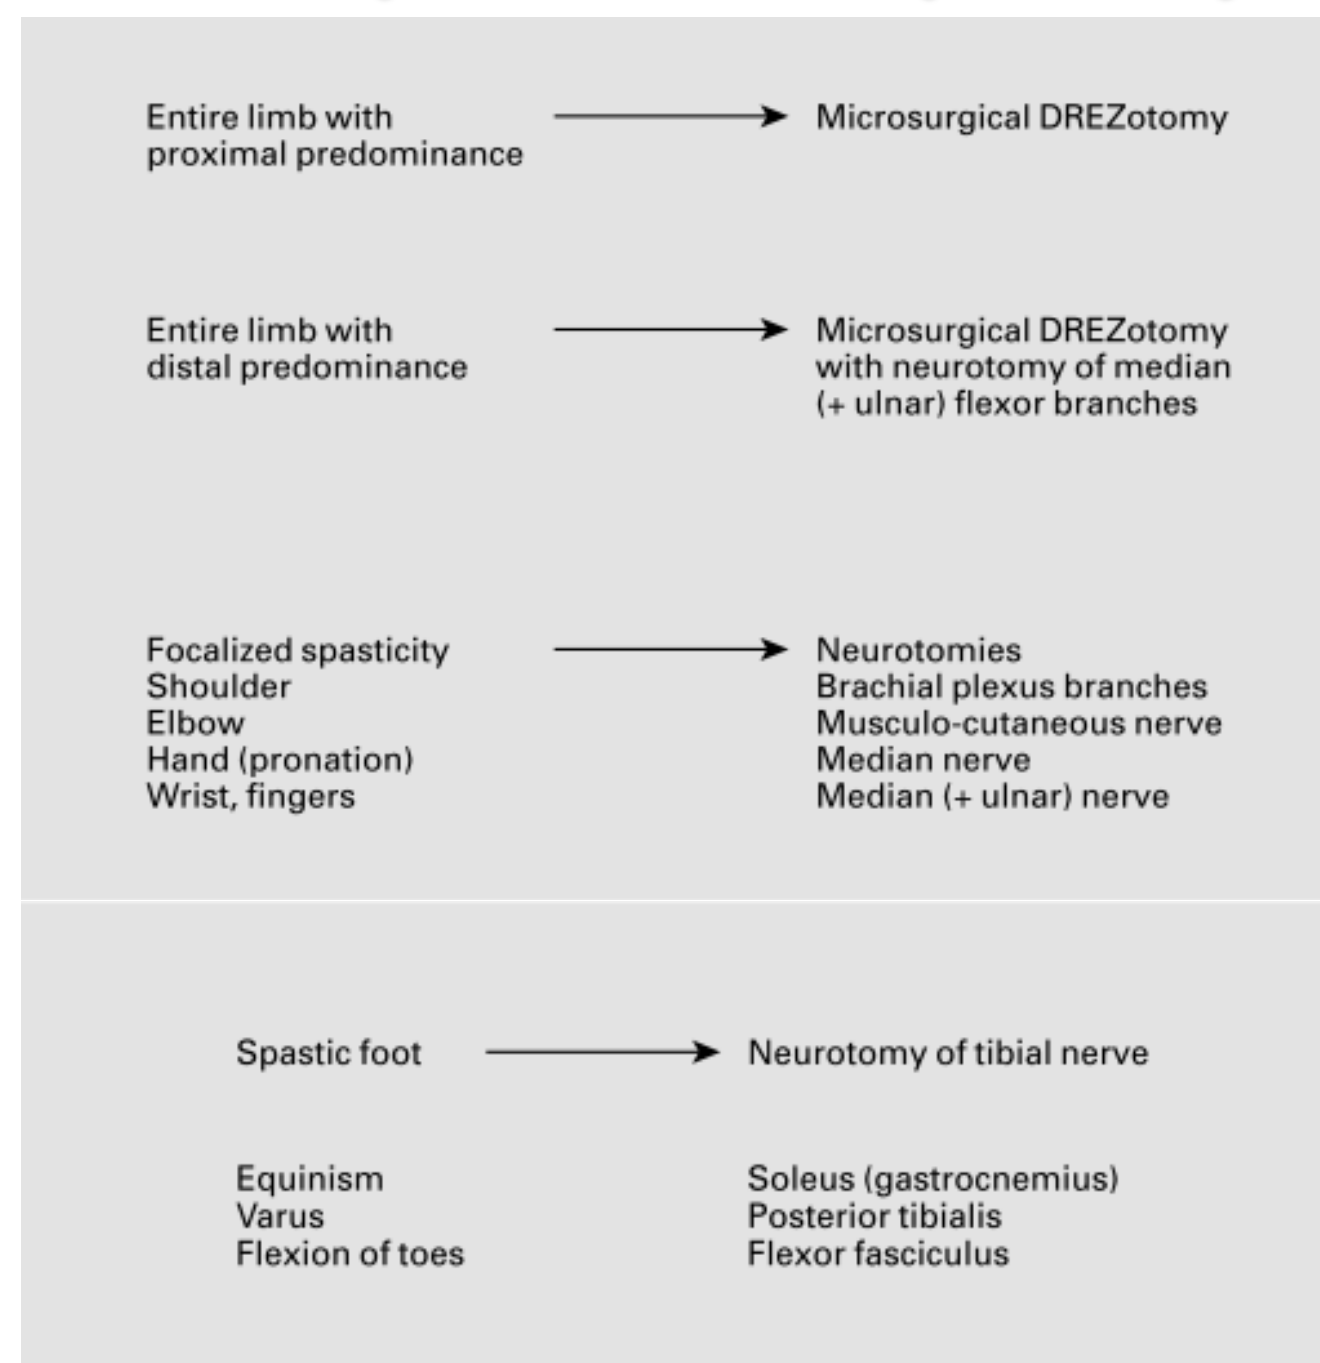 Entire limb with
proximal predominance
Microsurgical DREZotomy
Entire limb with
distal predominance
Microsurgical DREZotomy
with neurotomy of median
(+ ulnar) flexor branches
Focalized spasticity
Shoulder
Elbow
Hand (pronation)
Wrist, fingers
Neurotomies
Brachial plexus branches
Musculo-cutaneous nerve
Median nerve
Median (+ ulnar) nerve
Spastic foot
Neurotomy of tibial nerve
Equinism
Varus
Flexion of toes
Soleus (gastrocnemius)
Posterior tibialis
Flexor fasciculus